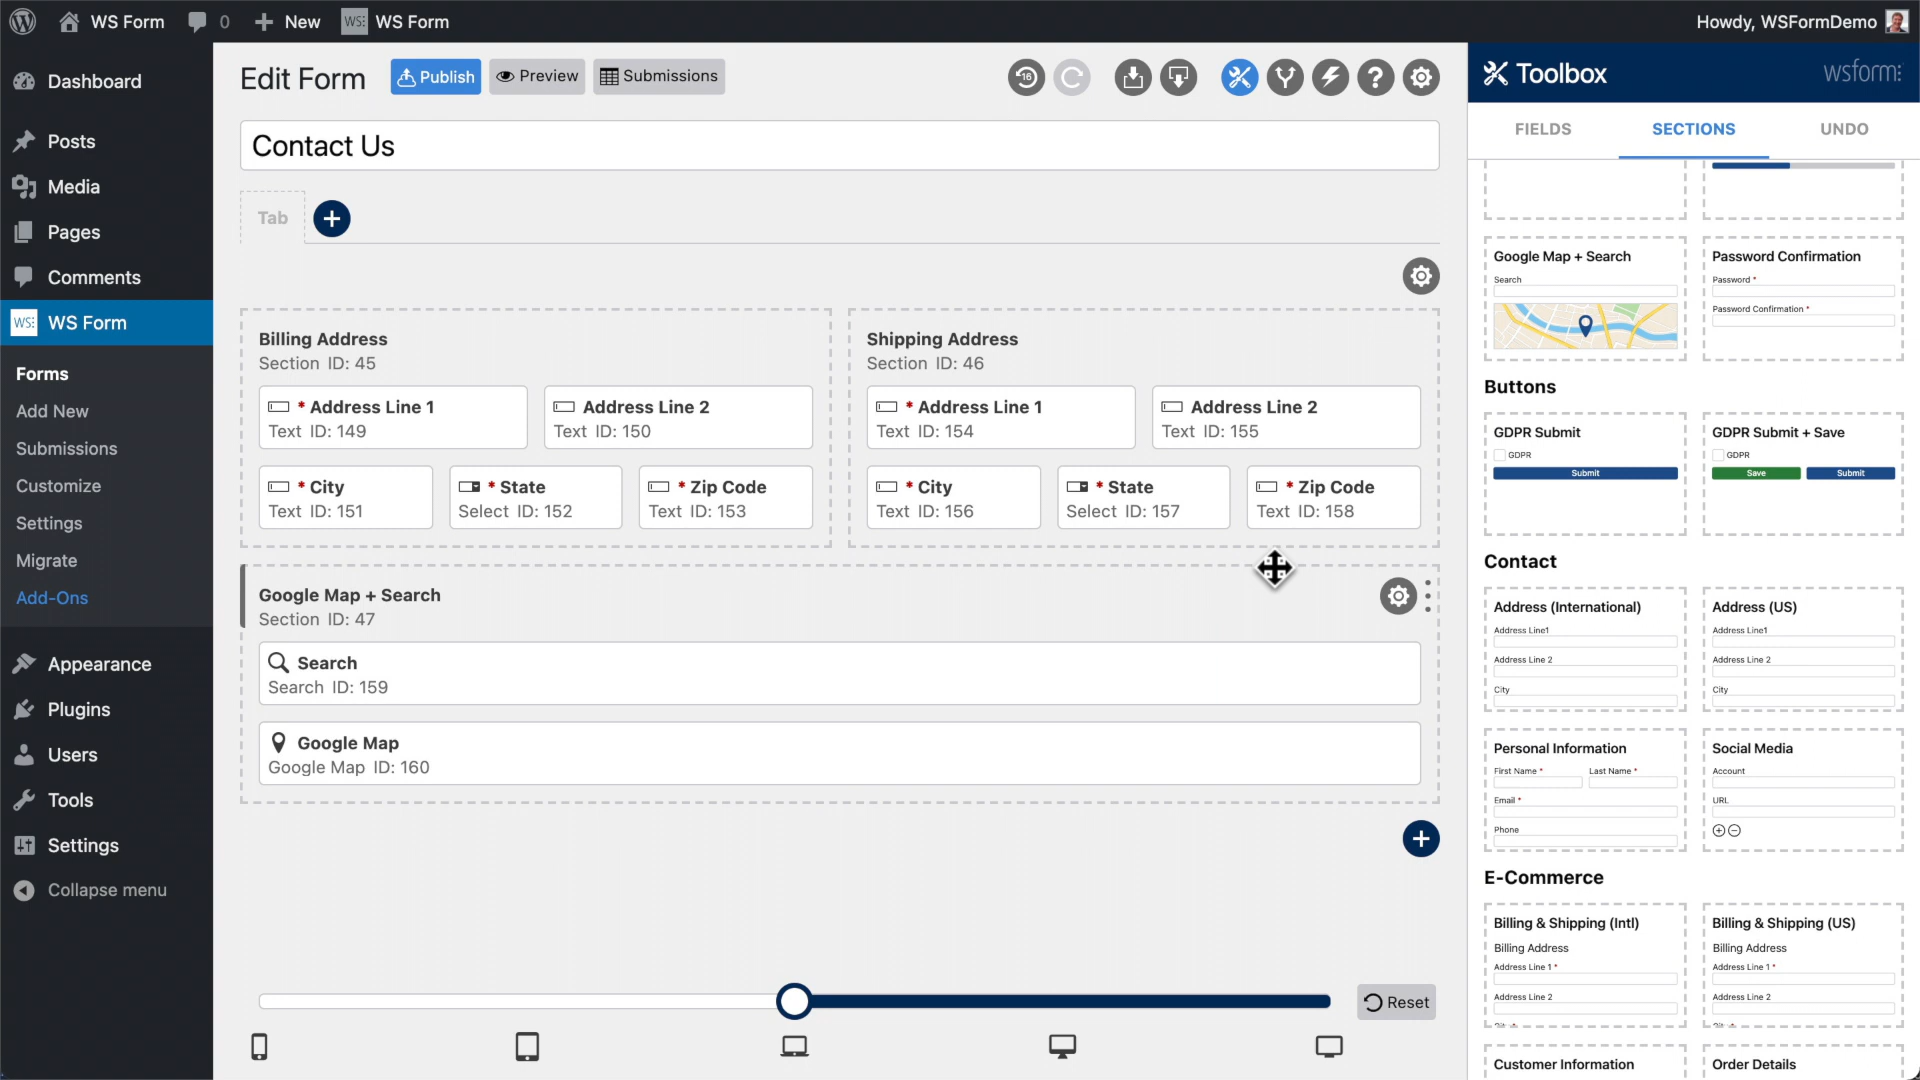 WS Form
0
New
WS:
WS Form
Howdy, WSFormDemo
Dashboard
Posts
Media
Pages
Comments
WS:
WS Form
Forms
Add New
Submissions
Customize
Settings
Migrate
Add-Ons
Appearance
Plugins
Users
Tools
Settings
Collapse menu
Edit Form
Publish
Preview
Submissions
16
Contact Us
Tab
Billing Address
Section ID: 45
* Address Line 1
Text ID: 149
Address Line 2
Text ID: 150
* City
Text ID: 151
* State
Select ID: 152
* Zip Code
Text ID: 153
Shipping Address
Section ID: 46
* Address Line 1
Text ID: 154
Address Line 2
Text ID: 155
* City
Text ID: 156
* State
Select ID: 157
* Zip Code
Text ID: 158
Google Map + Search
Section ID: 47
Search
Search ID: 159
Google Map
Google Map ID: 160
Reset
Toolbox
wsform
FIELDS
SECTIONS
UNDO
Google Map + Search
Search
Password Confirmation
Password *
Password Confirmation *
Buttons
GDPR Submit
GDPR
Submit
GDPR Submit + Save
GDPR
Save
Submit
Contact
Address (International)
Address Line1
Address Line 2
City
Address (US)
Address Line1
Address Line 2
City
Personal Information
First Name *
Last Name *
Email *
Phone
Social Media
Account
URL
E-Commerce
Billing & Shipping (Intl)
Billing Address
Address Line 1 *
Address Line 2
Billing & Shipping (US)
Billing Address
Address Line 1 *
Address Line 2
Customer Information
Order Details